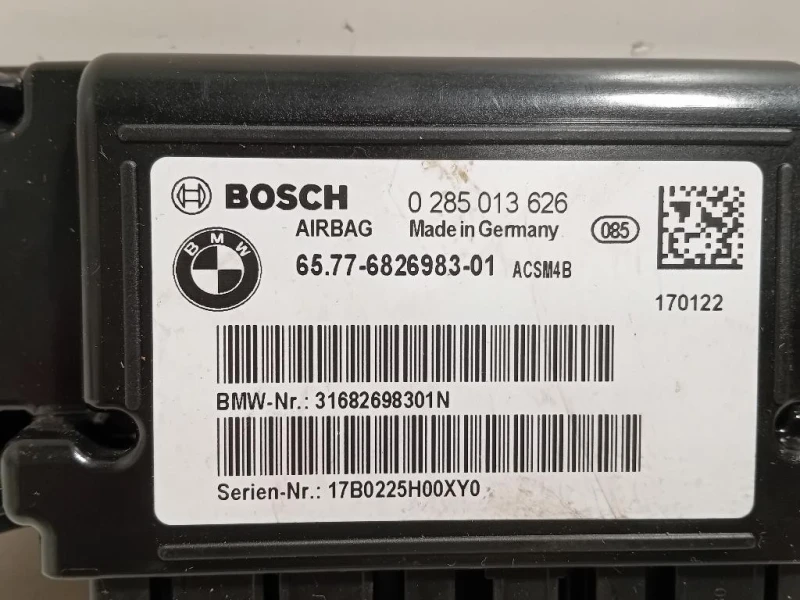 BOSCH 0 285 013 626
AIRBAG Made in Germany 085
BMW
65.77-6826983-01 ACSM4B
170122
BMW-Nr.: 31682698301N
Serien-Nr.: 17B0225H00XY0